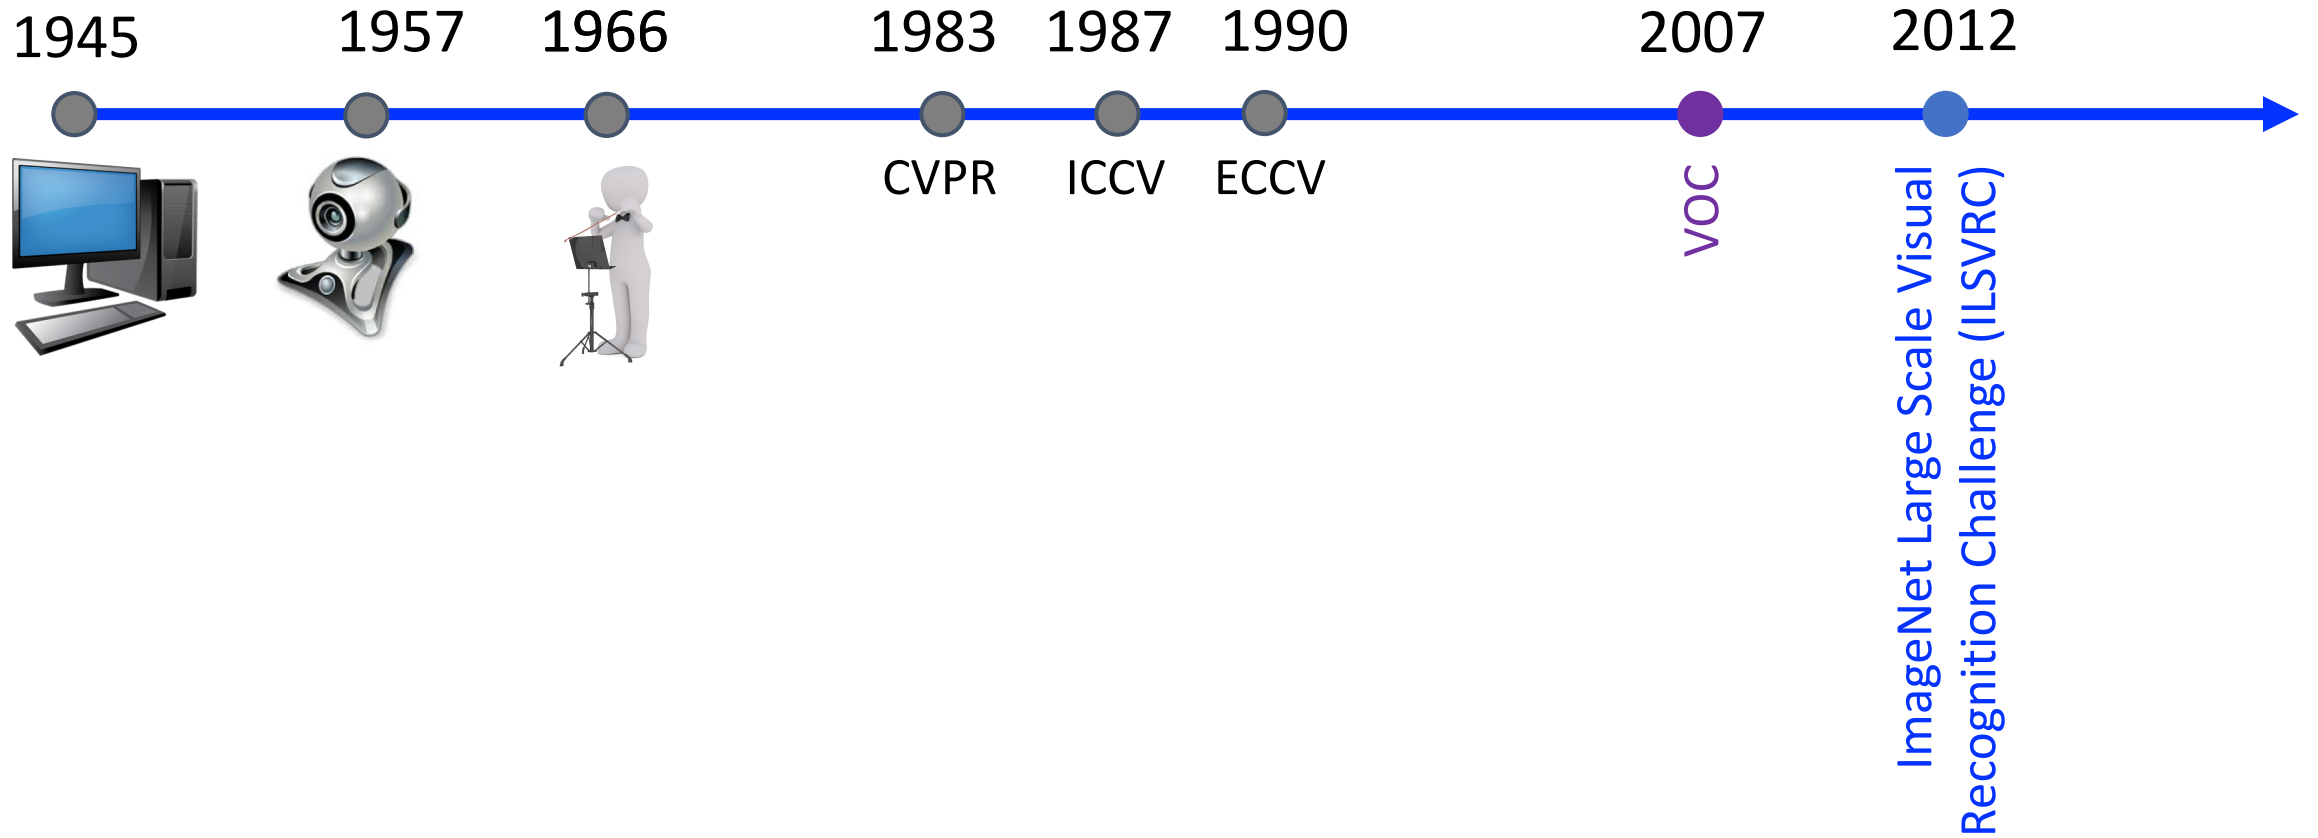 1945 1957 1966 1983 1987 1990 2007 2012
CVPR ICCV ECCV
VOC
ImageNet Large Scale Visual
Recognition Challenge (ILSVRC)